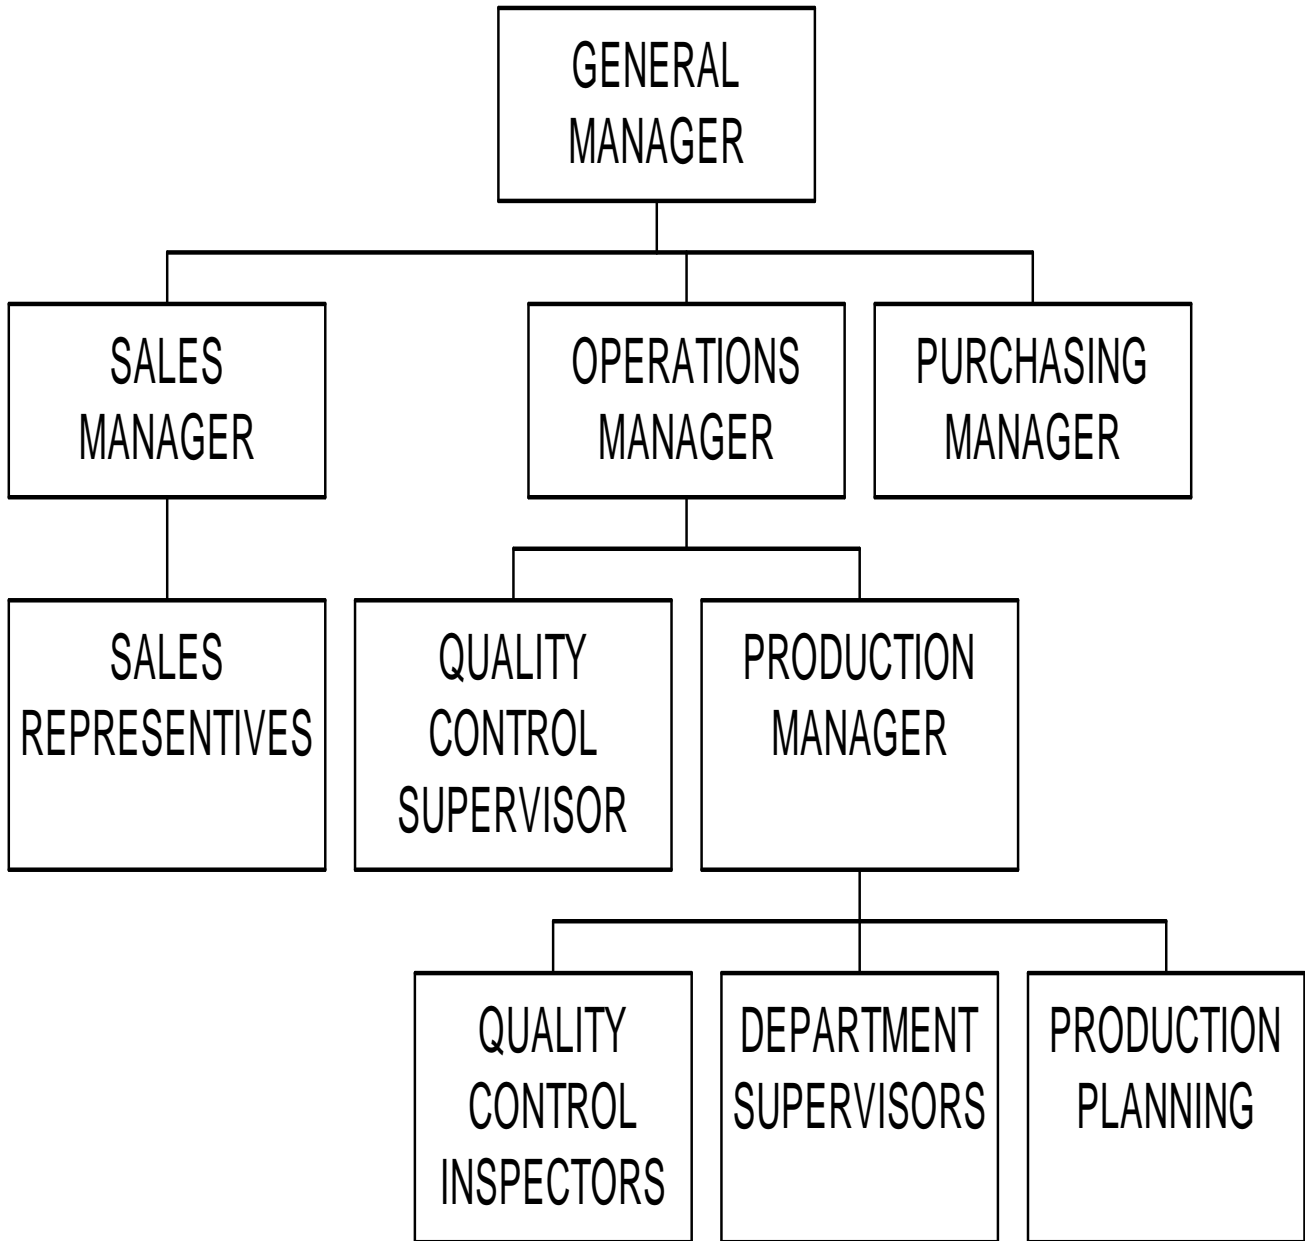 GENERAL
MANAGER
SALES
MANAGER
OPERATIONS
MANAGER
PURCHASING
MANAGER
SALES
REPRESENTIVES
QUALITY
CONTROL
SUPERVISOR
PRODUCTION
MANAGER
QUALITY
CONTROL
INSPECTORS
DEPARTMENT
SUPERVISORS
PRODUCTION
PLANNING